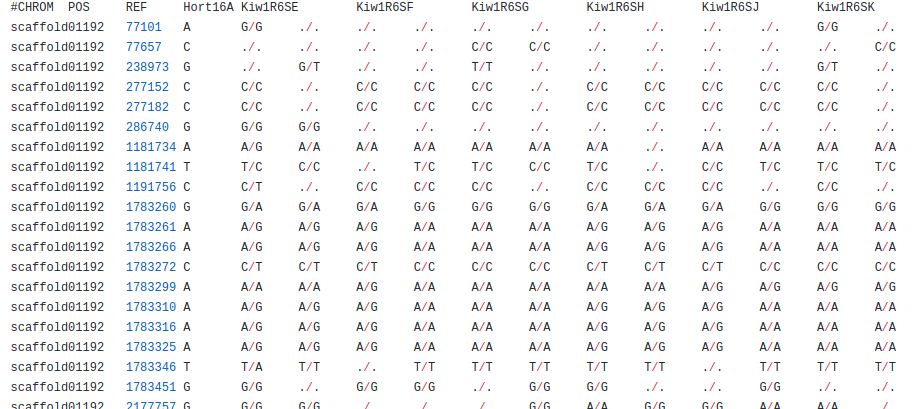 #CHROM POS REF Hort16A Kiw1R6SE Kiw1R6SF Kiw1R6SG Kiw1R6SH Kiw1R6SJ Kiw1R6SK
scaffold01192 77101 A G/G ./. ./. ./. ./. ./. ./. ./. ./. ./. G/G ./.
scaffold01192 77657 C ./. ./. ./. ./. C/C C/C ./. ./. ./. ./. ./. C/C
scaffold01192 238973 G ./. G/T ./. ./. T/T ./. ./. ./. ./. ./. G/T ./.
scaffold01192 277152 C C/C ./. C/C C/C C/C ./. C/C C/C C/C C/C C/C ./.
scaffold01192 277182 C C/C ./. C/C C/C C/C ./. C/C C/C C/C C/C C/C ./.
scaffold01192 286740 G G/G G/G ./. ./. ./. ./. ./. ./. ./. ./. ./. ./.
scaffold01192 1181734 A A/G A/A A/A A/A A/A A/A A/A ./. A/A A/A A/A A/A
scaffold01192 1181741 T T/C C/C ./. T/C T/C C/C T/C ./. C/C T/C T/C T/C
scaffold01192 1191756 C C/T ./. C/C C/C C/C ./. C/C C/C C/C ./. C/C ./.
scaffold01192 1783260 G G/A G/A G/A G/G G/G G/G G/A G/A G/A G/G G/G G/G
scaffold01192 1783261 A A/G A/G A/G A/A A/A A/A A/G A/G A/G A/A A/A A/A
scaffold01192 1783266 A A/G A/G A/G A/A A/A A/A A/G A/G A/G A/A A/A A/A
scaffold01192 1783272 C C/T C/T C/T C/C C/C C/C C/T C/T C/T C/C C/C C/C
scaffold01192 1783299 A A/A A/A A/G A/A A/A A/A A/G A/A A/G A/G A/G A/G
scaffold01192 1783310 A A/G A/G A/G A/A A/A A/A A/G A/G A/G A/A A/A A/A
scaffold01192 1783316 A A/G A/G A/G A/A A/A A/A A/G A/G A/G A/A A/A A/A
scaffold01192 1783325 A A/G A/G A/G A/A A/A A/A A/G A/G A/G A/A A/A A/A
scaffold01192 1783346 T T/A T/T ./. T/T T/T T/T T/T T/T ./. T/T T/T T/T
scaffold01192 1783451 G G/G ./. G/G G/G ./. G/G G/G ./. ./. G/G ./. ./.
scaffold01192 2177757 G G/G G/G ./. ./. ./. G/G A/A G/G G/G A/A A/A ./.